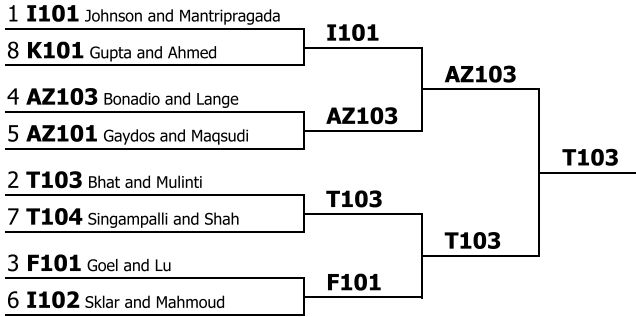 1 I101 Johnson and Mantripragada
8 K101 Gupta and Ahmed
4 AZ103 Bonadio and Lange
5 AZ101 Gaydos and Maqsudi
2 T103 Bhat and Mulinti
7 T104 Singampalli and Shah
3 F101 Goel and Lu
6 I102 Sklar and Mahmoud
I101
AZ103
T103
F101
AZ103
T103
T103